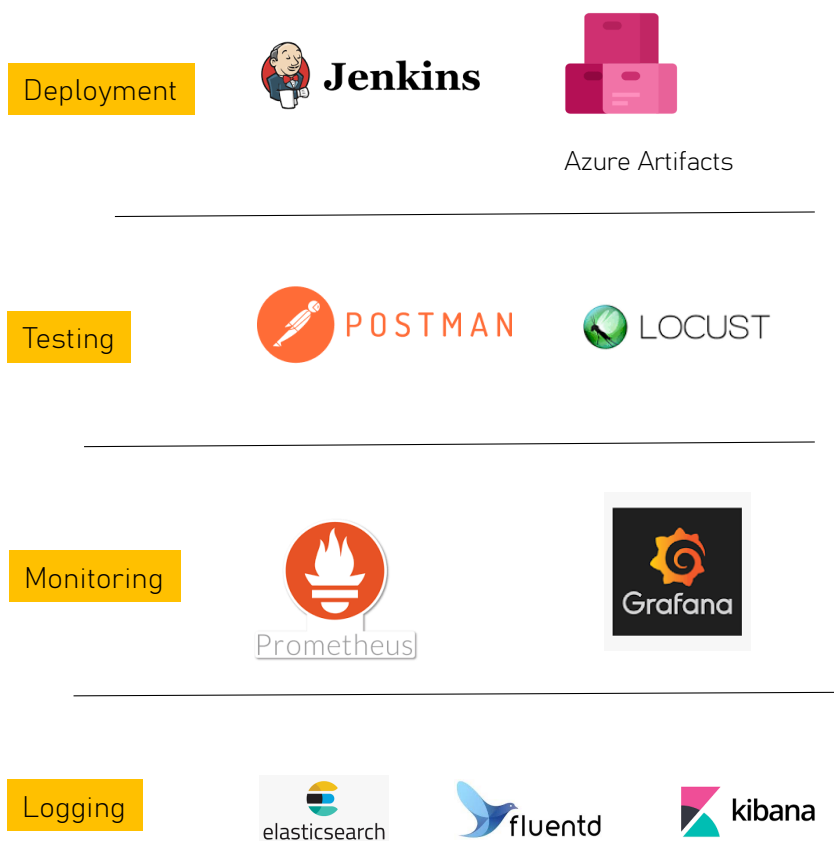 Deployment
Jenkins
Azure Artifacts
Testing
POSTMAN
LOCUST
Monitoring
Prometheus
Grafana
Logging
elasticsearch
fluentd
kibana